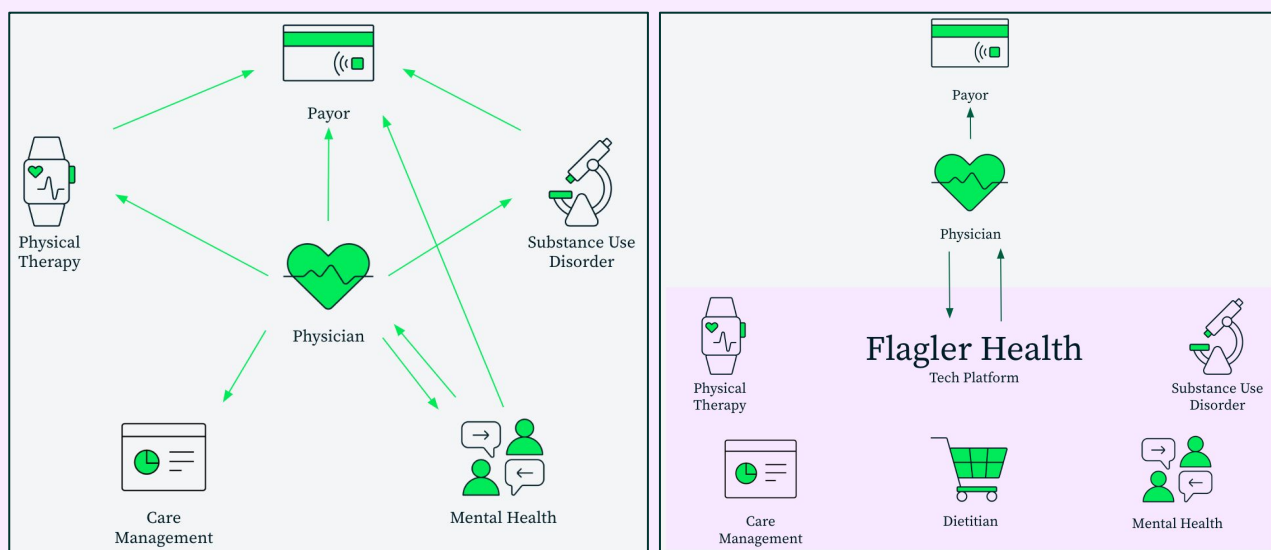 Payor
Physical
Therapy
Substance Use
Disorder
Physician
Care
Management
Mental Health
Payor
Physician
Flagler Health
Tech Platform
Physical
Therapy
Substance Use
Disorder
Care
Management
Dietitian
Mental Health